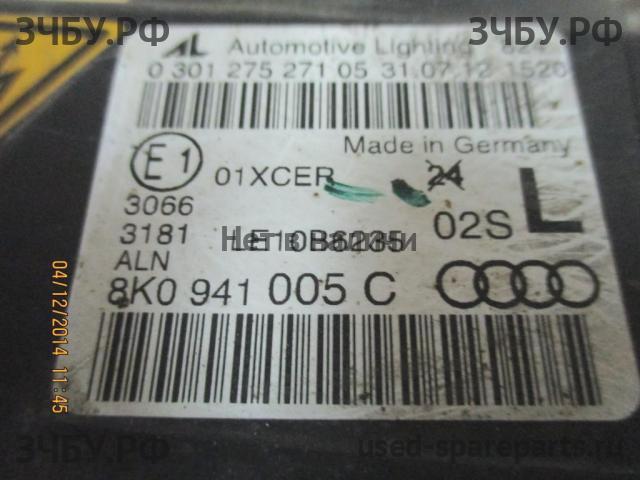 ЗЧБУ.РФ
ЗЧБУ.РФ
AL Automotive Lighting
0 301 275 271 05 31.07.12 1520
Made in Germany
E1
01XCER
24
3066
3181
02S
L
Нет в наличии
ALN
8K0 941 005 C
04/12/2014 11:45
ЗЧБУ.РФ
used-spareparts.ru